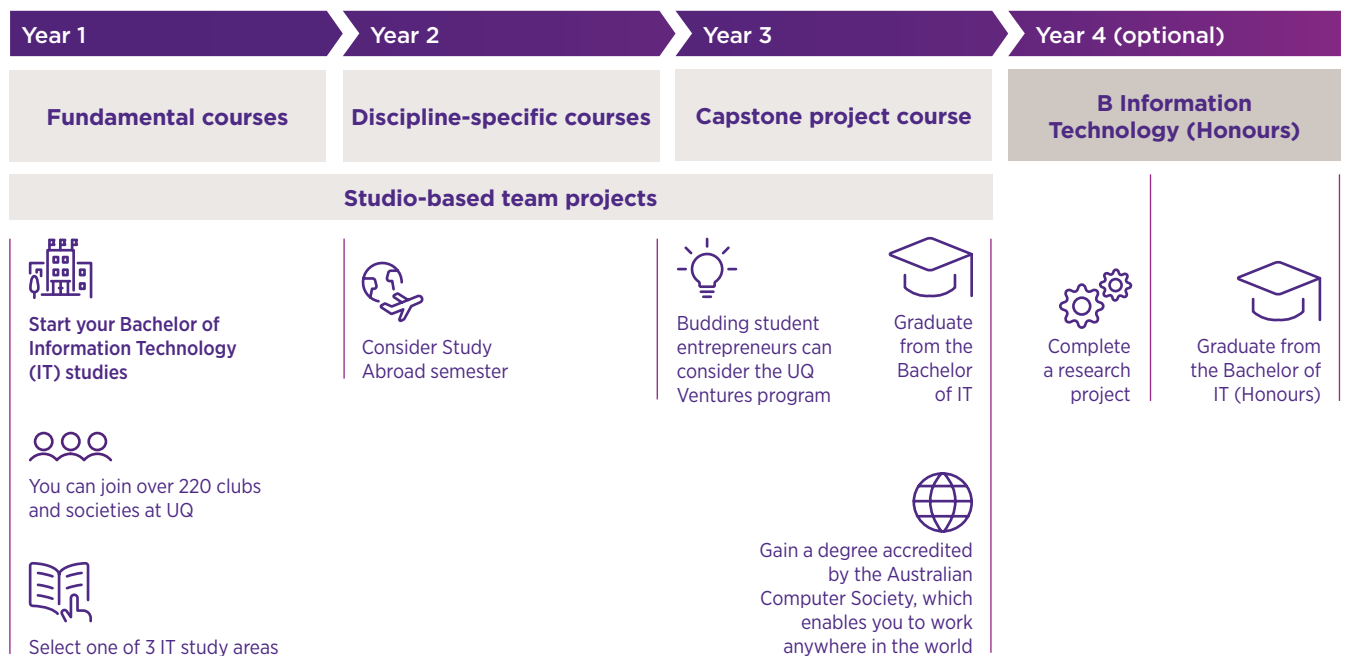 Year 1
Year 2
Year 3
Year 4 (optional)
Fundamental courses
Discipline-specific courses
Capstone project course
B Information
Technology (Honours)
Studio-based team projects
Start your Bachelor of
Information Technology
(IT) studies
You can join over 220 clubs
and societies at UQ
Select one of 3 IT study areas
Consider Study
Abroad semester
Budding student
entrepreneurs can
consider the UQ
Ventures program
Graduate
from the
Bachelor
of IT
Gain a degree accredited
by the Australian
Computer Society, which
enables you to work
anywhere in the world
Complete
a research
project
Graduate from
the Bachelor of
IT (Honours)